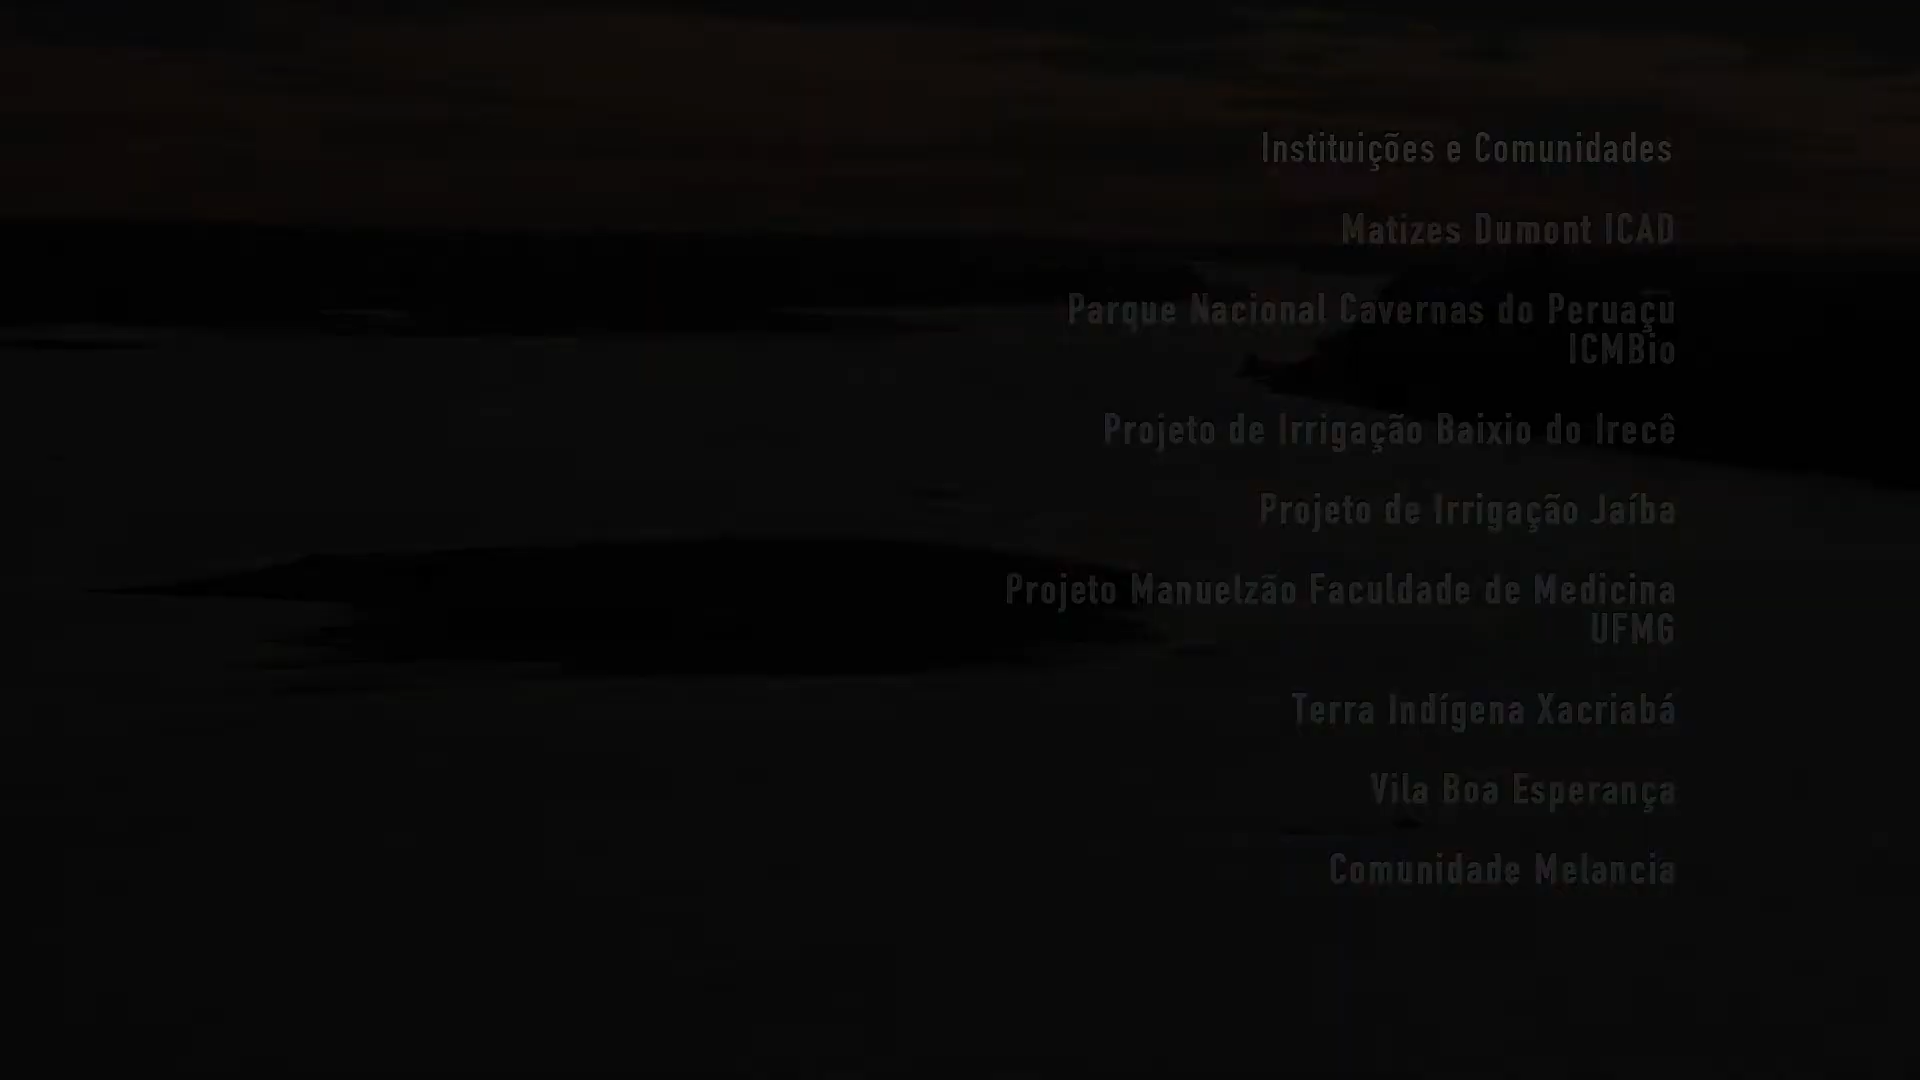 Instituições e Comunidades
Matizes Dumont ICAD
Parque Nacional Cavernas do Peruaçu
ICMBio
Projeto de Irrigação Baixio do Irecê
Projeto de Irrigação Jaíba
Projeto Manuelzão Faculdade de Medicina
UFMG
Terra Indígena Xacriabá
Vila Boa Esperança
Comunidade Melancia